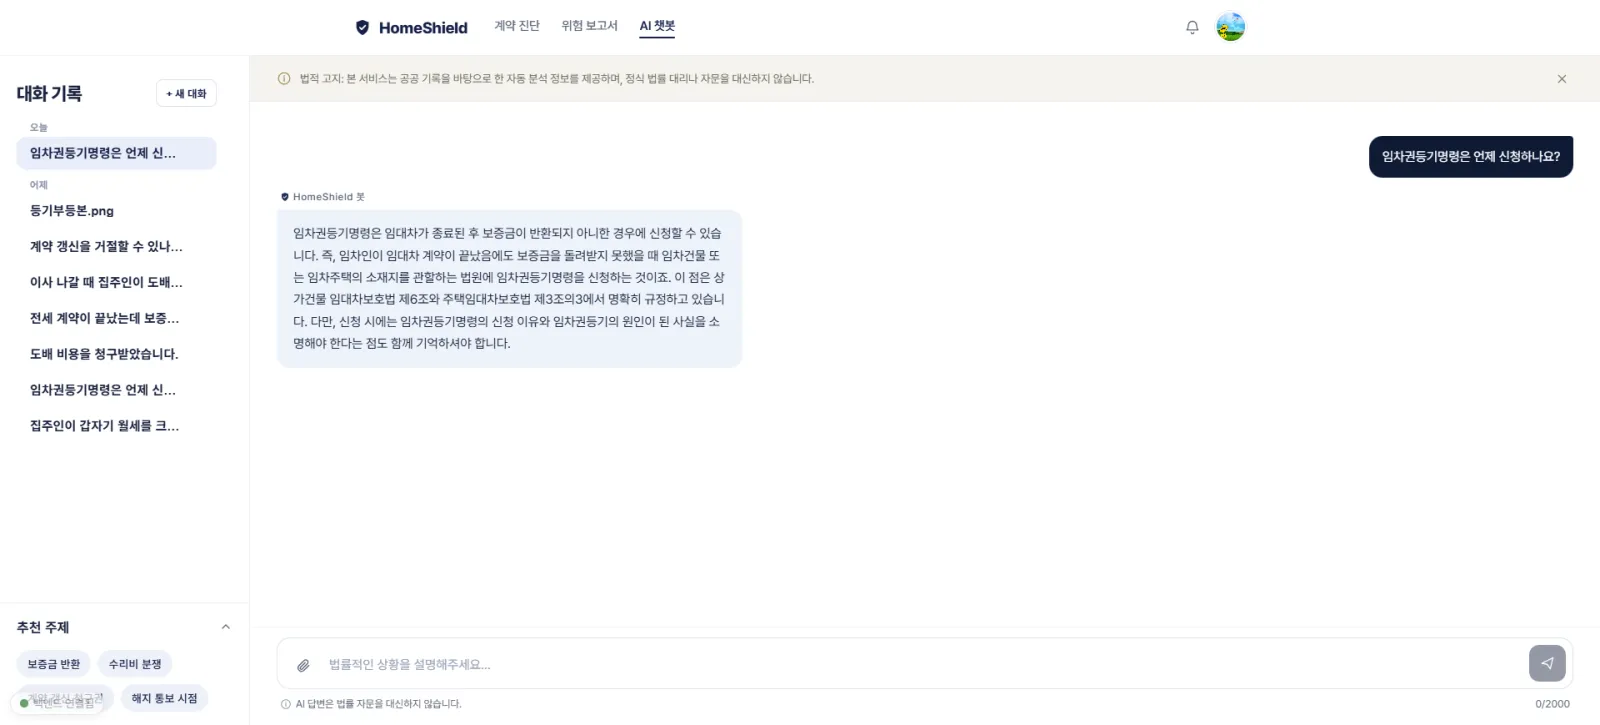 HomeShield
계약 진단
위험 보고서
AI 챗봇
대화 기록
+ 새 대화
오늘
임차권등기명령은 언제 신...
어제
등기부등본.png
계약 갱신을 거절할 수 있나...
이사 나갈 때 집주인이 도배...
전세 계약이 끝났는데 보증...
도배 비용을 청구받았습니다.
임차권등기명령은 언제 신...
집주인이 갑자기 월세를 크...
추천 주제
보증금 반환
수리비 분쟁
계약 갱신 청구권
해지 통보 시점
백엔드 연결됨
법적 고지: 본 서비스는 공공 기록을 바탕으로 한 자동 분석 정보를 제공하며, 정식 법률 대리나 자문을 대신하지 않습니다.
임차권등기명령은 언제 신청하나요?
HomeShield 봇
임차권등기명령은 임대차가 종료된 후 보증금이 반환되지 아니한 경우에 신청할 수 있습
니다. 즉, 임차인이 임대차 계약이 끝났음에도 보증금을 돌려받지 못했을 때 임차건물 또
는 임차주택의 소재지를 관할하는 법원에 임차권등기명령을 신청하는 것이죠. 이 점은 상
가건물 임대차보호법 제6조와 주택임대차보호법 제3조의3에서 명확히 규정하고 있습니
다. 다만, 신청 시에는 임차권등기명령의 신청 이유와 임차권등기의 원인이 된 사실을 소
명해야 한다는 점도 함께 기억하셔야 합니다.
법률적인 상황을 설명해주세요...
AI 답변은 법률 자문을 대신하지 않습니다.
0/2000